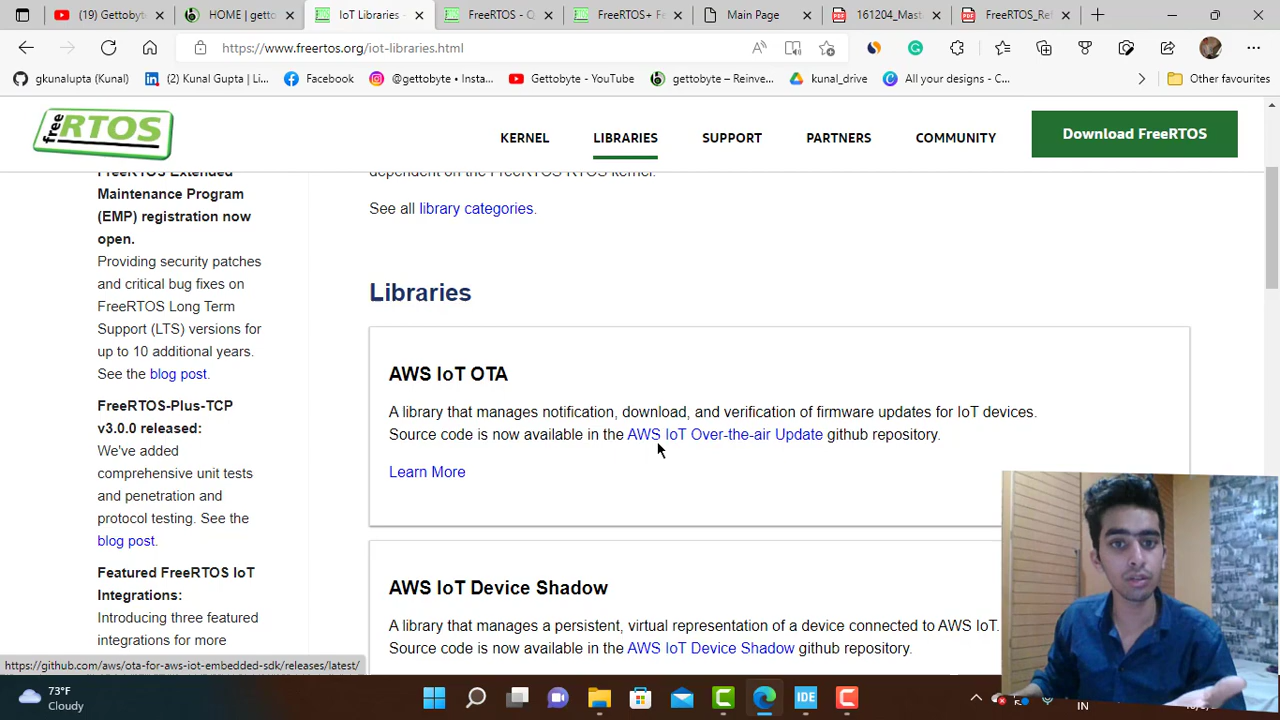 (19) Gettobyt
HOME | getto
IoT Libraries -
FreeRTOS - Q
FreeRTOS+ Fe
Main Page
161204_Mast
FreeRTOS_Re
https://www.freertos.org/iot-libraries.html
gkunalupta (Kunal)
(2) Kunal Gupta | Li...
Facebook
@gettobyte • Insta...
Gettobyte - YouTube
gettobyte – Reinve...
kunal_drive
All your designs - C...
Other favourites
free RTOS
KERNEL
LIBRARIES
SUPPORT
PARTNERS
COMMUNITY
Download FreeRTOS
FreeRTOS Extended
Maintenance Program
(EMP) registration now
open.
Providing security patches
and critical bug fixes on
FreeRTOS Long Term
Support (LTS) versions for
up to 10 additional years.
See the blog post.
FreeRTOS-Plus-TCP
v3.0.0 released:
We've added
comprehensive unit tests
and penetration and
protocol testing. See the
blog post.
Featured FreeRTOS IoT
Integrations:
Introducing three featured
integrations for more
dependent on the FreeRTOS RTOS kernel.
See all library categories.
Libraries
AWS IoT OTA
A library that manages notification, download, and verification of firmware updates for IoT devices.
Source code is now available in the AWS IoT Over-the-air Update github repository.
Learn More
AWS IoT Device Shadow
A library that manages a persistent, virtual representation of a device connected to AWS IoT.
Source code is now available in the AWS IoT Device Shadow github repository.
https://github.com/aws/ota-for-aws-iot-embedded-sdk/releases/latest/
73°F
Cloudy
IDE
IN